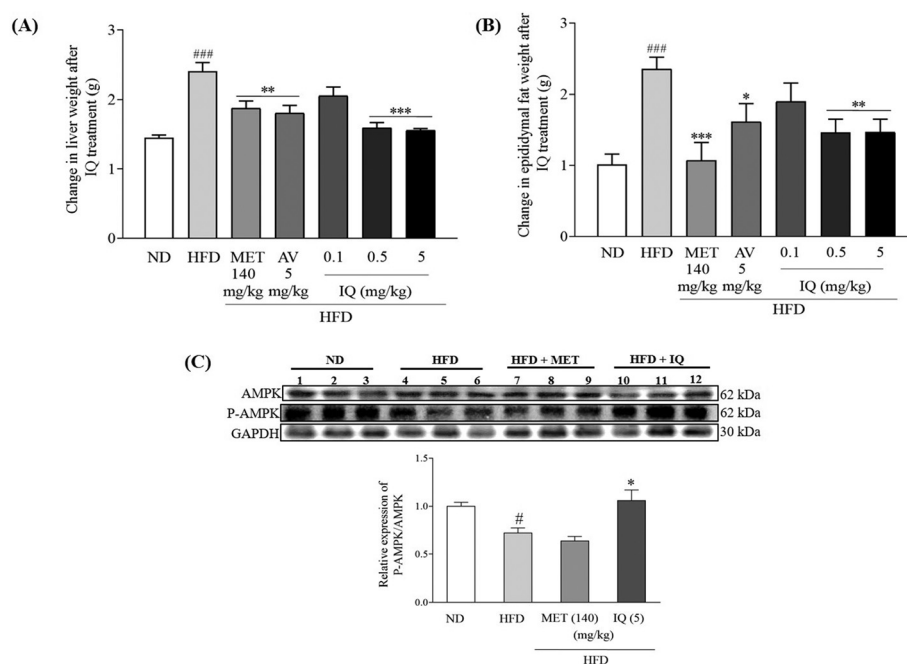 (A)
Change in liver weight after
IQ treatment (g)
3
2
1
0
###
**
***
ND
HFD
MET
140
mg/kg
AV
5
mg/kg
0.1
0.5
5
IQ (mg/kg)
HFD
(B)
Change in epididymal fat weight after
IQ treatment (g)
3
2
1
0
###
***
*
**
ND
HFD
MET
140
mg/kg
AV
5
mg/kg
0.1
0.5
5
IQ (mg/kg)
HFD
(C)
ND HFD HFD + MET HFD + IQ
1 2 3 4 5 6 7 8 9 10 11 12
AMPK 62 kDa
P-AMPK 62 kDa
GAPDH 30 kDa
Relative expression of
P-AMPK/AMPK
1.5
1.0
0.5
0.0
#
*
ND HFD MET (140) IQ (5)
(mg/kg)
HFD